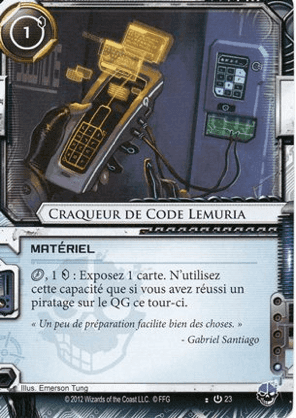 1
CRAQUEUR DE CODE LEMURIA
MATÉRIEL
, 1 : Exposez 1 carte. N'utilisez
cette capacité que si vous avez réussi un
piratage sur le QG ce tour-ci.
« Un peu de préparation facilite bien des choses. »
- Gabriel Santiago
Illus. Emerson Tung
© 2012 Wizards of the Coast LLC. © FFG 23